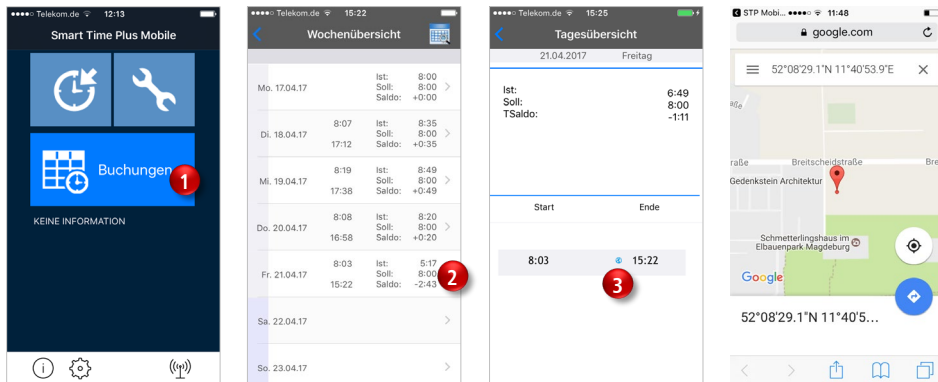 Telekom.de 12:13
Smart Time Plus Mobile
Buchungen
1
KEINE INFORMATION
Telekom.de 15:22
Wochenübersicht
Mo. 17.04.17 Ist: 8:00
Soll: 8:00
Saldo: +0:00
8:07 Ist: 8:35
Di. 18.04.17 Soll: 8:00
17:12 Saldo: +0:35
8:19 Ist: 8:49
Mi. 19.04.17 Soll: 8:00
17:38 Saldo: +0:49
8:08 Ist: 8:20
Do. 20.04.17 Soll: 8:00
16:58 Saldo: +0:20
8:03 Ist: 5:17
Fr. 21.04.17 Soll: 8:00
15:22 Saldo: -2:43
2
Sa. 22.04.17
So. 23.04.17
Telekom.de 15:25
Tagesübersicht
21.04.2017 Freitag
Ist: 6:49
Soll: 8:00
TSaldo: -1:11
Start Ende
8:03 15:22
3
STP Mobi... 11:48
google.com
52°08'29.1"N 11°40'53.9"E
raße Breitscheidstraße Bre
Gedenkstein Architektur
Schmetterlingshaus im
Elbauenpark Magdeburg
Google
52°08'29.1"N 11°40'5...